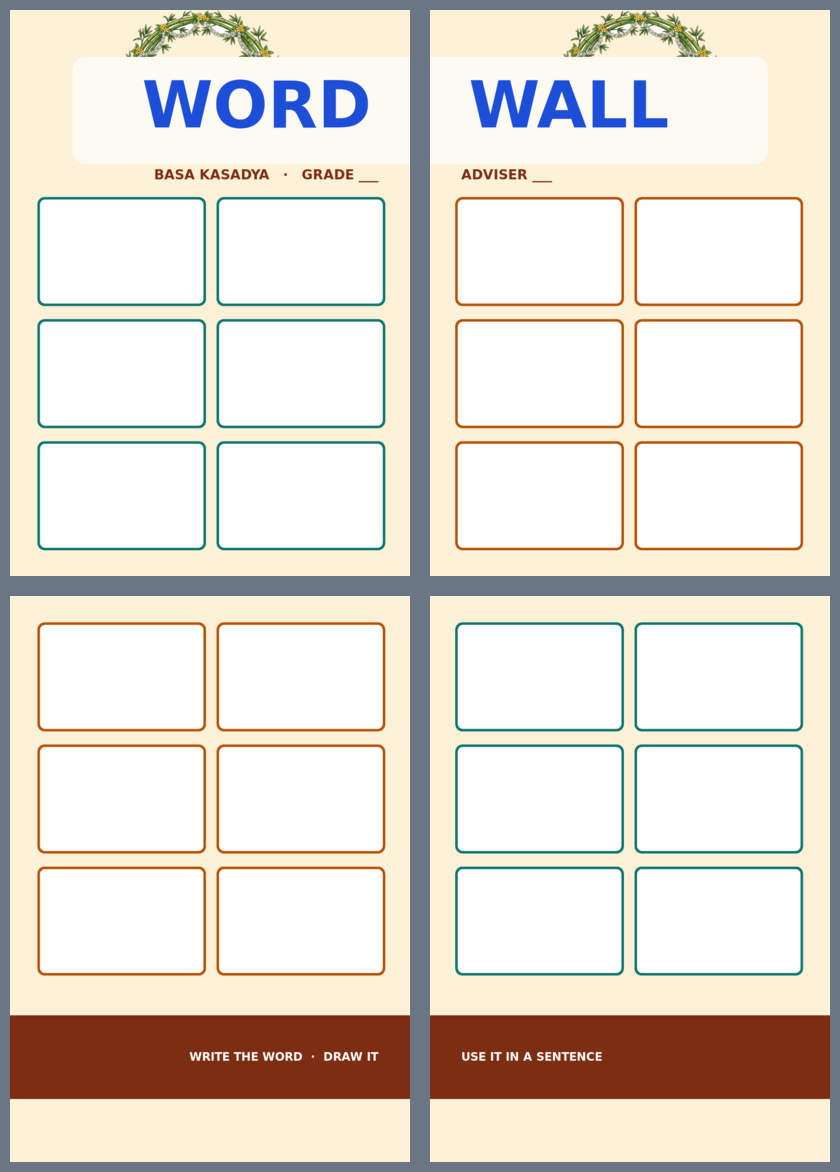 WORD WALL
BASA KASADYA · GRADE ___ ADVISER ___
WRITE THE WORD · DRAW IT USE IT IN A SENTENCE